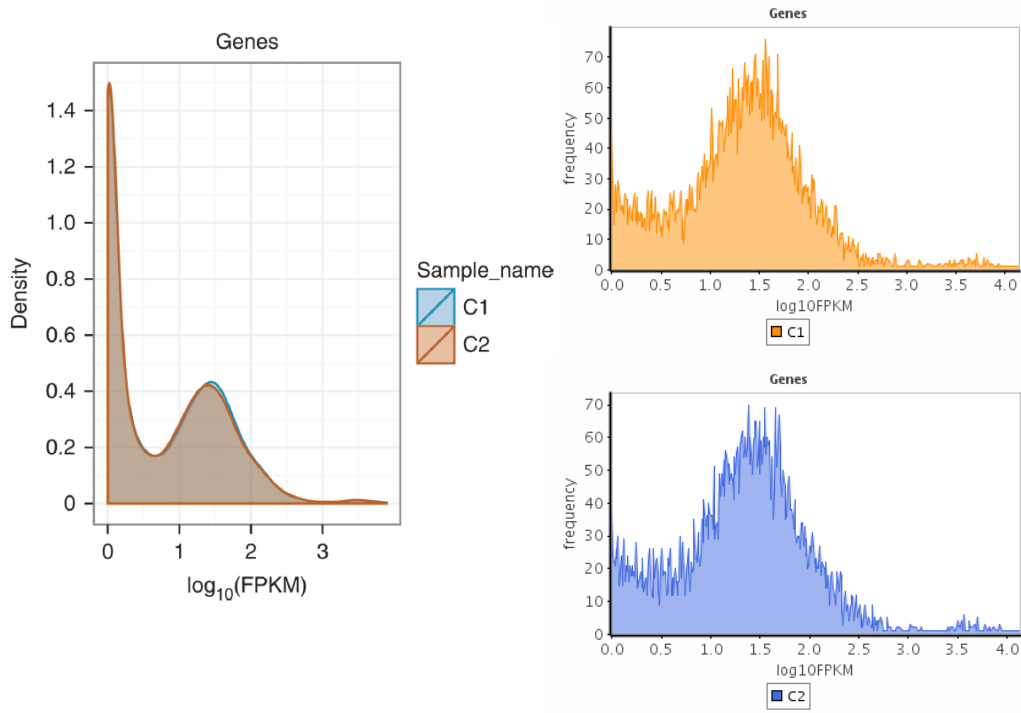 Genes
1.4
1.2
1.0
0.8
0.6
0.4
0.2
0
Density
0 1 2 3
log10(FPKM)
Sample_name
C1
C2
Genes
70
60
50
40
30
20
10
0
frequency
0.0 0.5 1.0 1.5 2.0 2.5 3.0 3.5 4.0
log10FPKM
C1
Genes
70
60
50
40
30
20
10
0
frequency
0.0 0.5 1.0 1.5 2.0 2.5 3.0 3.5 4.0
log10FPKM
C2